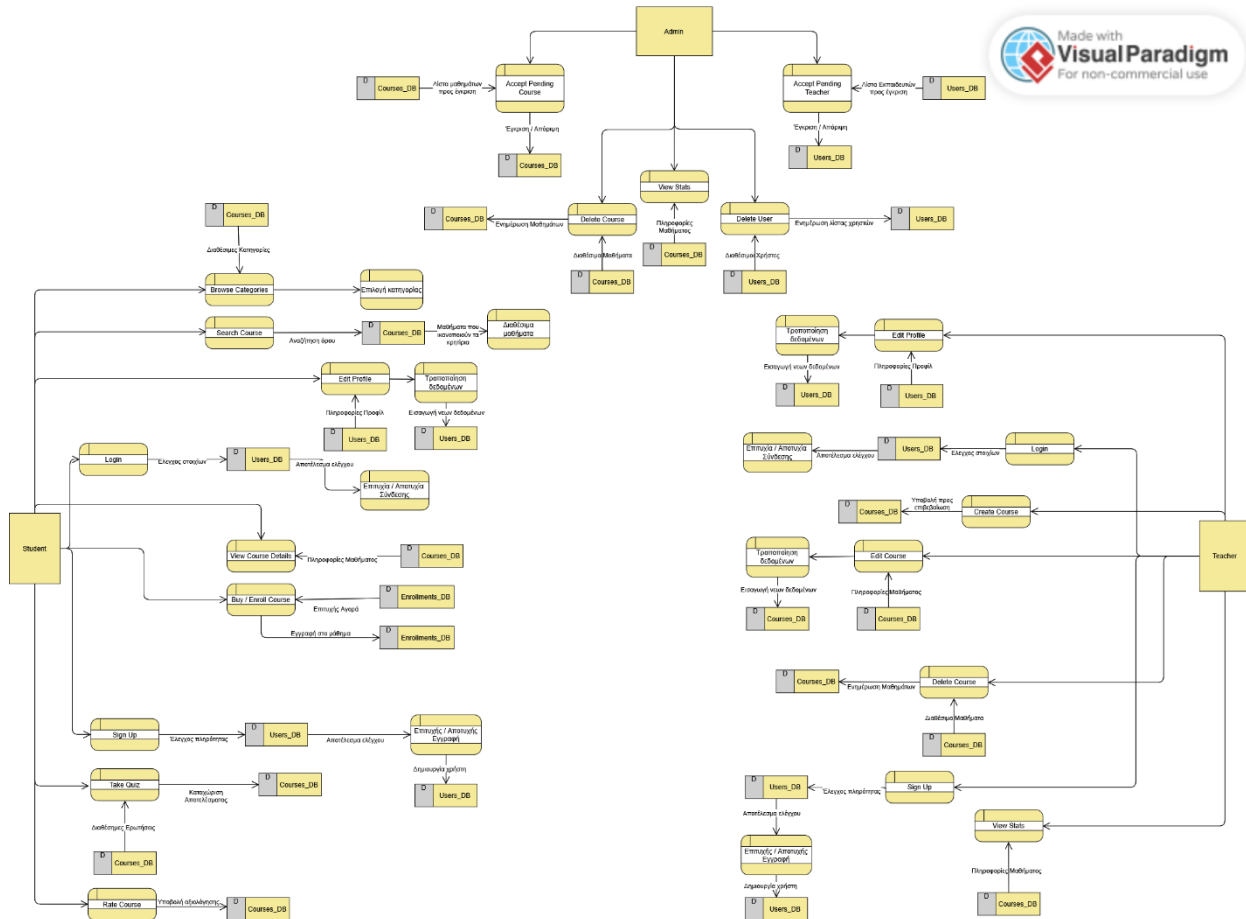 Admin
Made with
Visual Paradigm
For non-commercial use
D
Courses_DB
Λίστα μαθημάτων
προς έγκριση
Accept Pending
Course
Accept Pending
Teacher
Λίστα Εκπαιδευτών
προς έγκριση
D
Users_DB
Έγκριση / Απόρριψη
Έγκριση / Απόρριψη
D
Courses_DB
D
Users_DB
View Stats
D
Courses_DB
D
Courses_DB
Ενημέρωση Μαθημάτων
Delete Course
Πληροφορίες
Μαθήματος
Delete User
Ενημέρωση λίστας χρηστών
D
Users_DB
Διαθέσιμες Κατηγορίες
Διαθέσιμα Μαθήματα
D
Courses_DB
Διαθέσιμοι Χρήστες
D
Courses_DB
D
Users_DB
Browse Categories
Επιλογή κατηγορίας
Search Course
Αναζήτηση όρου
D
Courses_DB
Μαθήματα που
ικανοποιούν τα
κριτήρια
Διαθέσιμα
μαθήματα
Τροποποίηση
δεδομένων
Edit Profile
Εισαγωγή νεων δεδομένων
Πληροφορίες Προφίλ
D
Users_DB
D
Users_DB
Edit Profile
Τροποποίηση
δεδομένων
Πληροφορίες Προφίλ
Εισαγωγή νεων δεδομένων
D
Users_DB
D
Users_DB
Login
Έλεγχος στοιχίων
D
Users_DB
Αποτέλεσμα ελέγχου
Επιτυχία / Αποτυχία
Σύνδεσης
Επιτυχία / Αποτυχία
Σύνδεσης
Αποτέλεσμα ελέγχου
D
Users_DB
Έλεγχος στοιχίων
Login
D
Courses_DB
Υποβολή προς
επιβεβαίωση
Create Course
Student
Teacher
View Course Details
Πληροφορίες Μαθήματος
D
Courses_DB
Τροποποίηση
δεδομένων
Edit Course
Εισαγωγή νεων δεδομένων
Πληροφορίες Μαθήματος
D
Courses_DB
D
Courses_DB
Buy / Enroll Course
Επιτυχής Αγορά
D
Enrollments_DB
Εγγραφή στο μάθημα
D
Enrollments_DB
D
Courses_DB
Ενημέρωση Μαθημάτων
Delete Course
Διαθέσιμα Μαθήματα
D
Courses_DB
Sign Up
Έλεγχος πληρότητας
D
Users_DB
Αποτέλεσμα ελέγχου
Επιτυχής / Αποτυχής
Εγγραφή
Δημιουργία χρήστη
D
Users_DB
Take Quiz
Καταχώριση
Αποτελέσματος
D
Courses_DB
Διαθέσημες Ερωτήσεις
D
Courses_DB
D
Users_DB
Έλεγχος πληρότητας
Sign Up
Αποτέλεσμα ελέγχου
Επιτυχής / Αποτυχής
Εγγραφή
Δημιουργία χρήστη
D
Users_DB
View Stats
Πληροφορίες Μαθήματος
D
Courses_DB
Rate Course
Υποβολή αξιολόγησης
D
Courses_DB